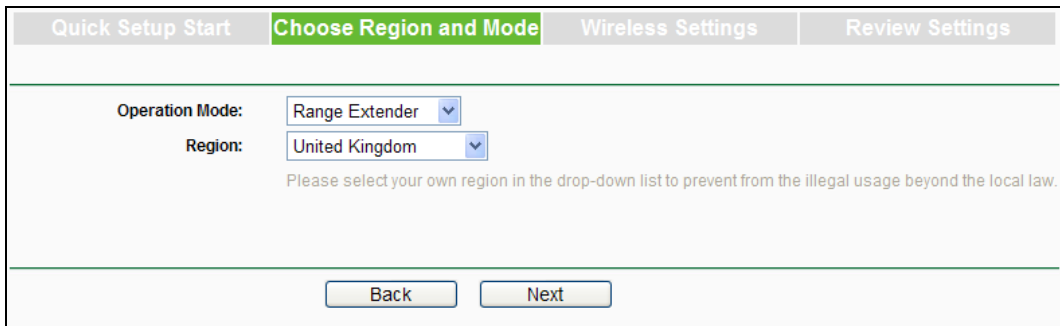 Quick Setup Start Choose Region and Mode Wireless Settings Review Settings
Operation Mode: Range Extender
Region: United Kingdom
Please select your own region in the drop-down list to prevent from the illegal usage beyond the local law.
Back Next